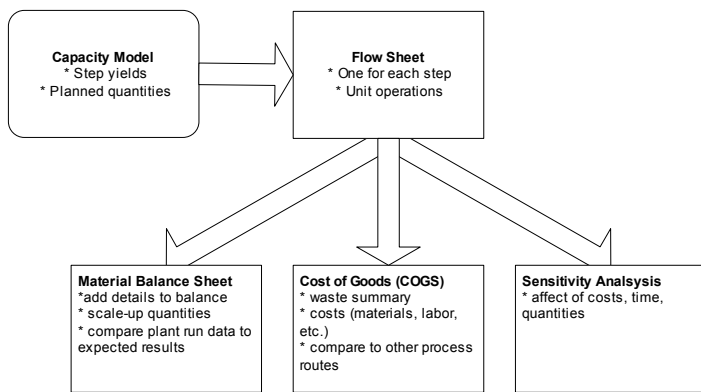 Capacity Model
* Step yields
* Planned quantities
Flow Sheet
* One for each step
* Unit operations
Material Balance Sheet
*add details to balance
* scale-up quantities
* compare plant run data to
expected results
Cost of Goods (COGS)
* waste summary
* costs (materials, labor,
etc.)
* compare to other process
routes
Sensitivity Analsysis
* affect of costs, time,
quantities